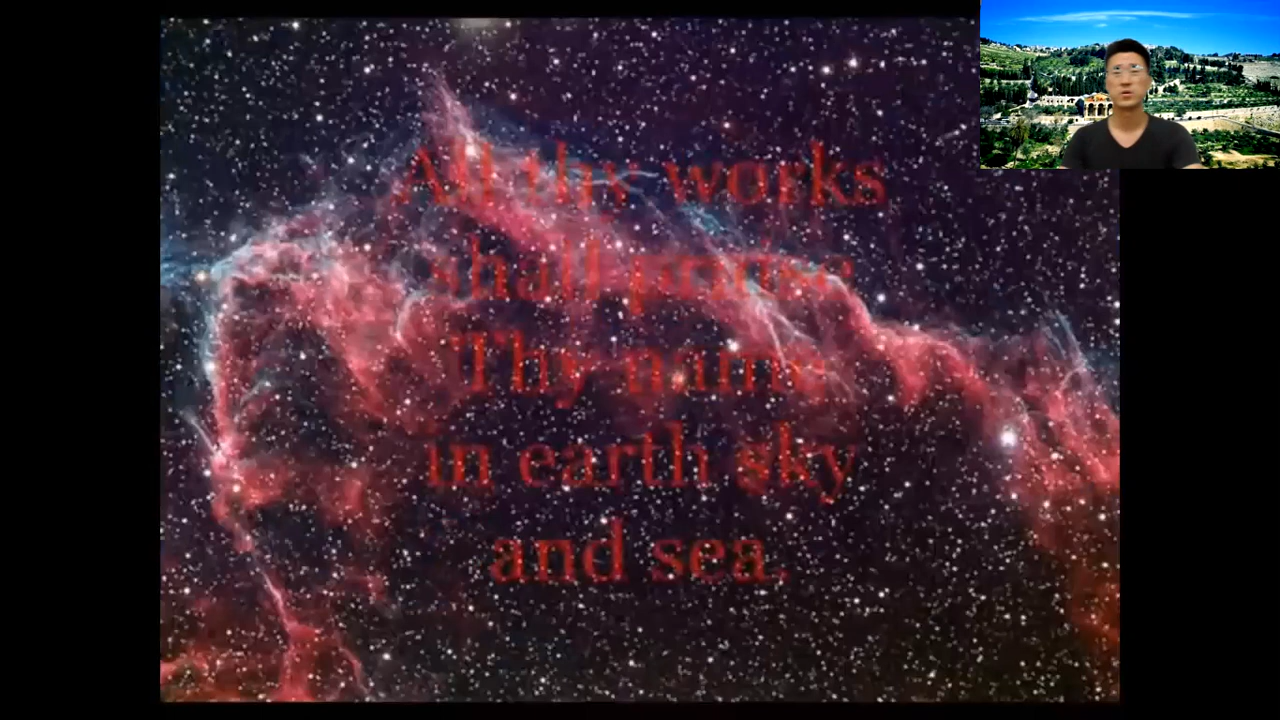 All thy works
shall praise
Thy name
in earth sky
and sea.